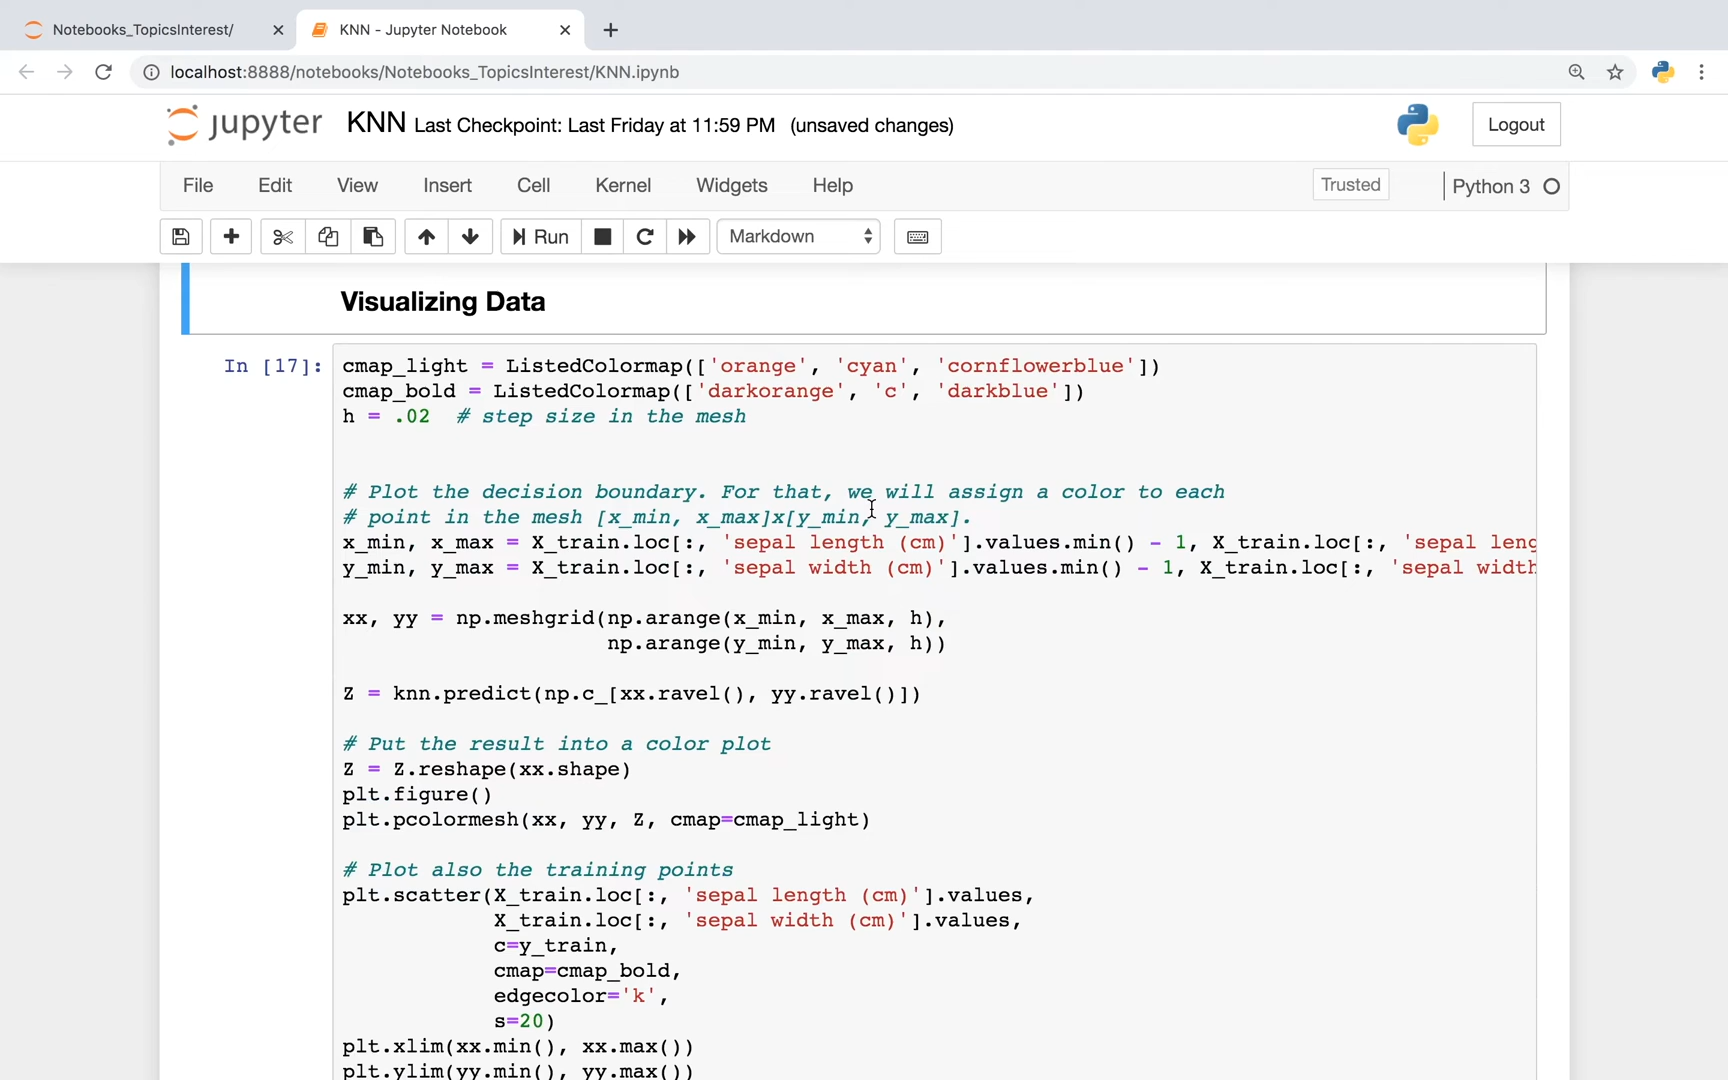 Notebooks_TopicsInterest/
KNN - Jupyter Notebook
localhost:8888/notebooks/Notebooks_TopicsInterest/KNN.ipynb
jupyter KNN Last Checkpoint: Last Friday at 11:59 PM (unsaved changes)
Logout
File Edit View Insert Cell Kernel Widgets Help
Trusted
Python 3
Run
Markdown
Visualizing Data
In [17]:
cmap_light = ListedColormap(['orange', 'cyan', 'cornflowerblue'])
cmap_bold = ListedColormap(['darkorange', 'c', 'darkblue'])
h = .02  # step size in the mesh
# Plot the decision boundary. For that, we will assign a color to each
# point in the mesh [x_min, x_max]x[y_min, y_max].
x_min, x_max = X_train.loc[:, 'sepal length (cm)'].values.min() - 1, X_train.loc[:, 'sepal leng
y_min, y_max = X_train.loc[:, 'sepal width (cm)'].values.min() - 1, X_train.loc[:, 'sepal width
xx, yy = np.meshgrid(np.arange(x_min, x_max, h),
np.arange(y_min, y_max, h))
Z = knn.predict(np.c_[xx.ravel(), yy.ravel()])
# Put the result into a color plot
Z = Z.reshape(xx.shape)
plt.figure()
plt.pcolormesh(xx, yy, Z, cmap=cmap_light)
# Plot also the training points
plt.scatter(X_train.loc[:, 'sepal length (cm)'].values,
X_train.loc[:, 'sepal width (cm)'].values,
c=y_train,
cmap=cmap_bold,
edgecolor='k',
s=20)
plt.xlim(xx.min(), xx.max())
plt.ylim(yy.min(), yy.max())